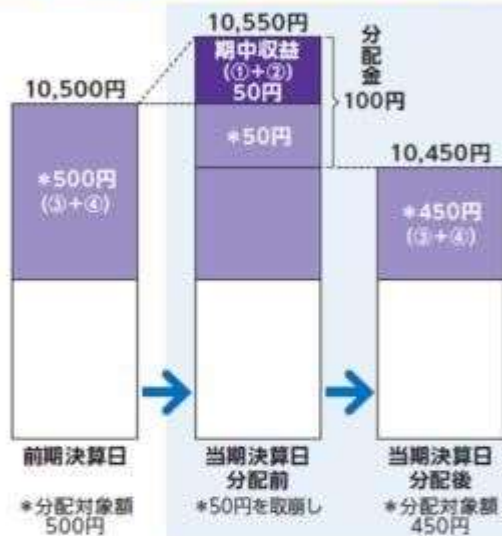 10,550円
期中収益
(①+②)
50円
分配金
100円
10,500円
*50円
10,450円
*500円
(③+④)
*450円
(③+④)
前期決算日
当期決算日
分配前
当期決算日
分配後
*分配対象額
500円
*50円を取崩し
*分配対象額
450円